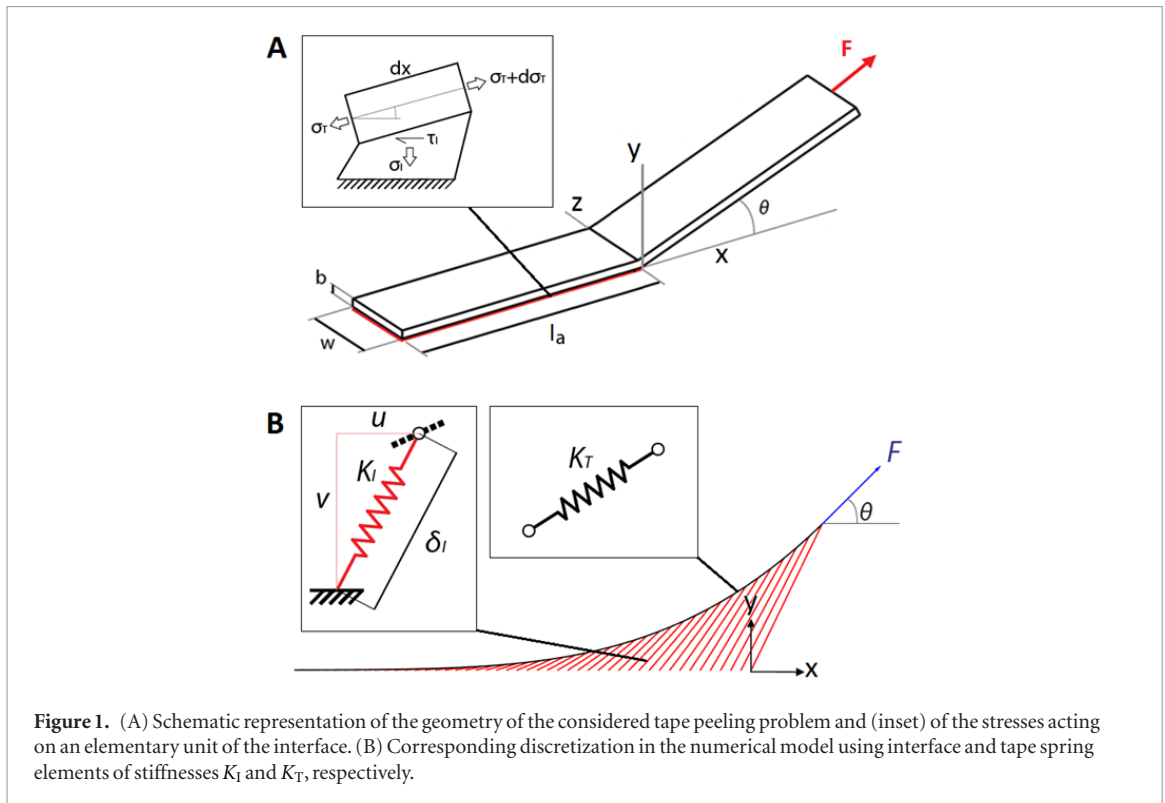 A
dx
σT+dσT
σT
τI
σI
F
y
z
θ
x
b
w
la
B
u
KI
v
δI
KT
F
θ
y
x
Figure 1. (A) Schematic representation of the geometry of the considered tape peeling problem and (inset) of the stresses acting
on an elementary unit of the interface. (B) Corresponding discretization in the numerical model using interface and tape spring
elements of stiffnesses KI and KT, respectively.